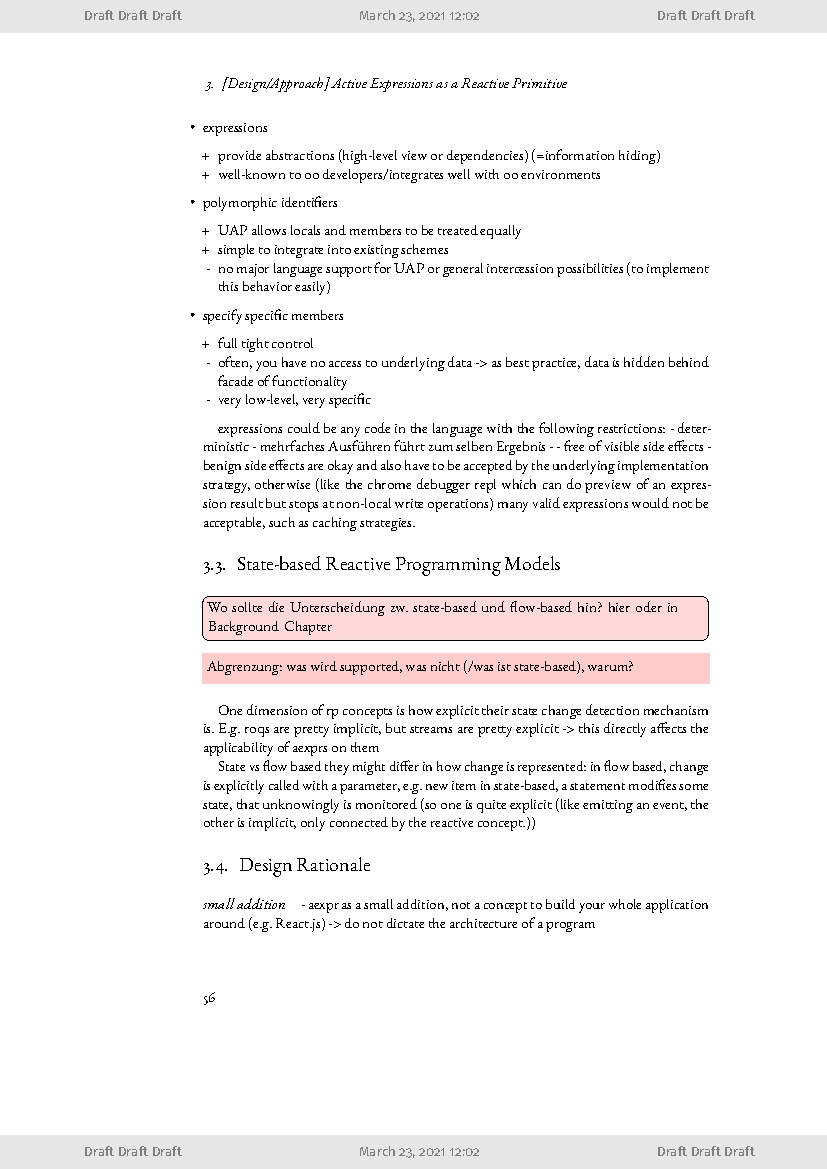 Draft Draft Draft March 23, 2021 12:02 Draft Draft Draft
3. [Design/Approach] Active Expressions as a Reactive Primitive
• expressions
+ provide abstractions (high-level view or dependencies) (=information hiding)
+ well-known to oo developers/integrates well with oo environments
• polymorphic identifiers
+ UAP allows locals and members to be treated equally
+ simple to integrate into existing schemes
- no major language support for UAP or general intercession possibilities (to implement
this behavior easily)
• specify specific members
+ full tight control
- often, you have no access to underlying data -> as best practice, data is hidden behind
facade of functionality
- very low-level, very specific
expressions could be any code in the language with the following restrictions: - deter-
ministic - mehrfaches Ausführen führt zum selben Ergebnis - - free of visible side effects -
benign side effects are okay and also have to be accepted by the underlying implementation
strategy, otherwise (like the chrome debugger repl which can do preview of an expres-
sion result but stops at non-local write operations) many valid expressions would not be
acceptable, such as caching strategies.
3.3. State-based Reactive Programming Models
Wo sollte die Unterscheidung zw. state-based und flow-based hin? hier oder in
Background Chapter
Abgrenzung: was wird supported, was nicht (/was ist state-based), warum?
One dimension of rp concepts is how explicit their state change detection mechanism
is. E.g. roqs are pretty implicit, but streams are pretty explicit -> this directly affects the
applicability of aexprs on them
State vs flow based they might differ in how change is represented: in flow based, change
is explicitly called with a parameter, e.g. new item in state-based, a statement modifies some
state, that unknowingly is monitored (so one is quite explicit (like emitting an event, the
other is implicit, only connected by the reactive concept.))
3.4. Design Rationale
small addition - aexpr as a small addition, not a concept to build your whole application
around (e.g. React.js) -> do not dictate the architecture of a program
56
Draft Draft Draft March 23, 2021 12:02 Draft Draft Draft